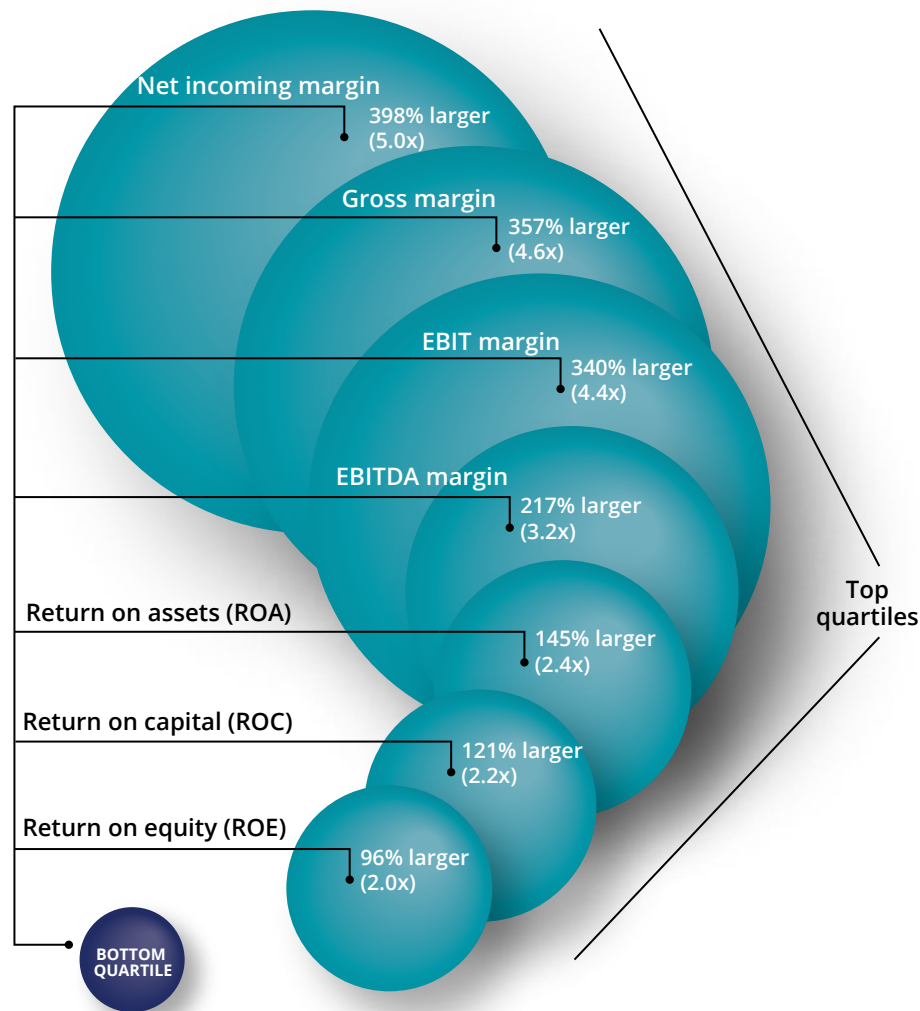 Net incoming margin
398% larger
(5.0x)
Gross margin
357% larger
(4.6x)
EBIT margin
340% larger
(4.4x)
EBITDA margin
217% larger
(3.2x)
Return on assets (ROA)
145% larger
(2.4x)
Top
quartiles
Return on capital (ROC)
121% larger
(2.2x)
Return on equity (ROE)
96% larger
(2.0x)
BOTTOM
QUARTILE